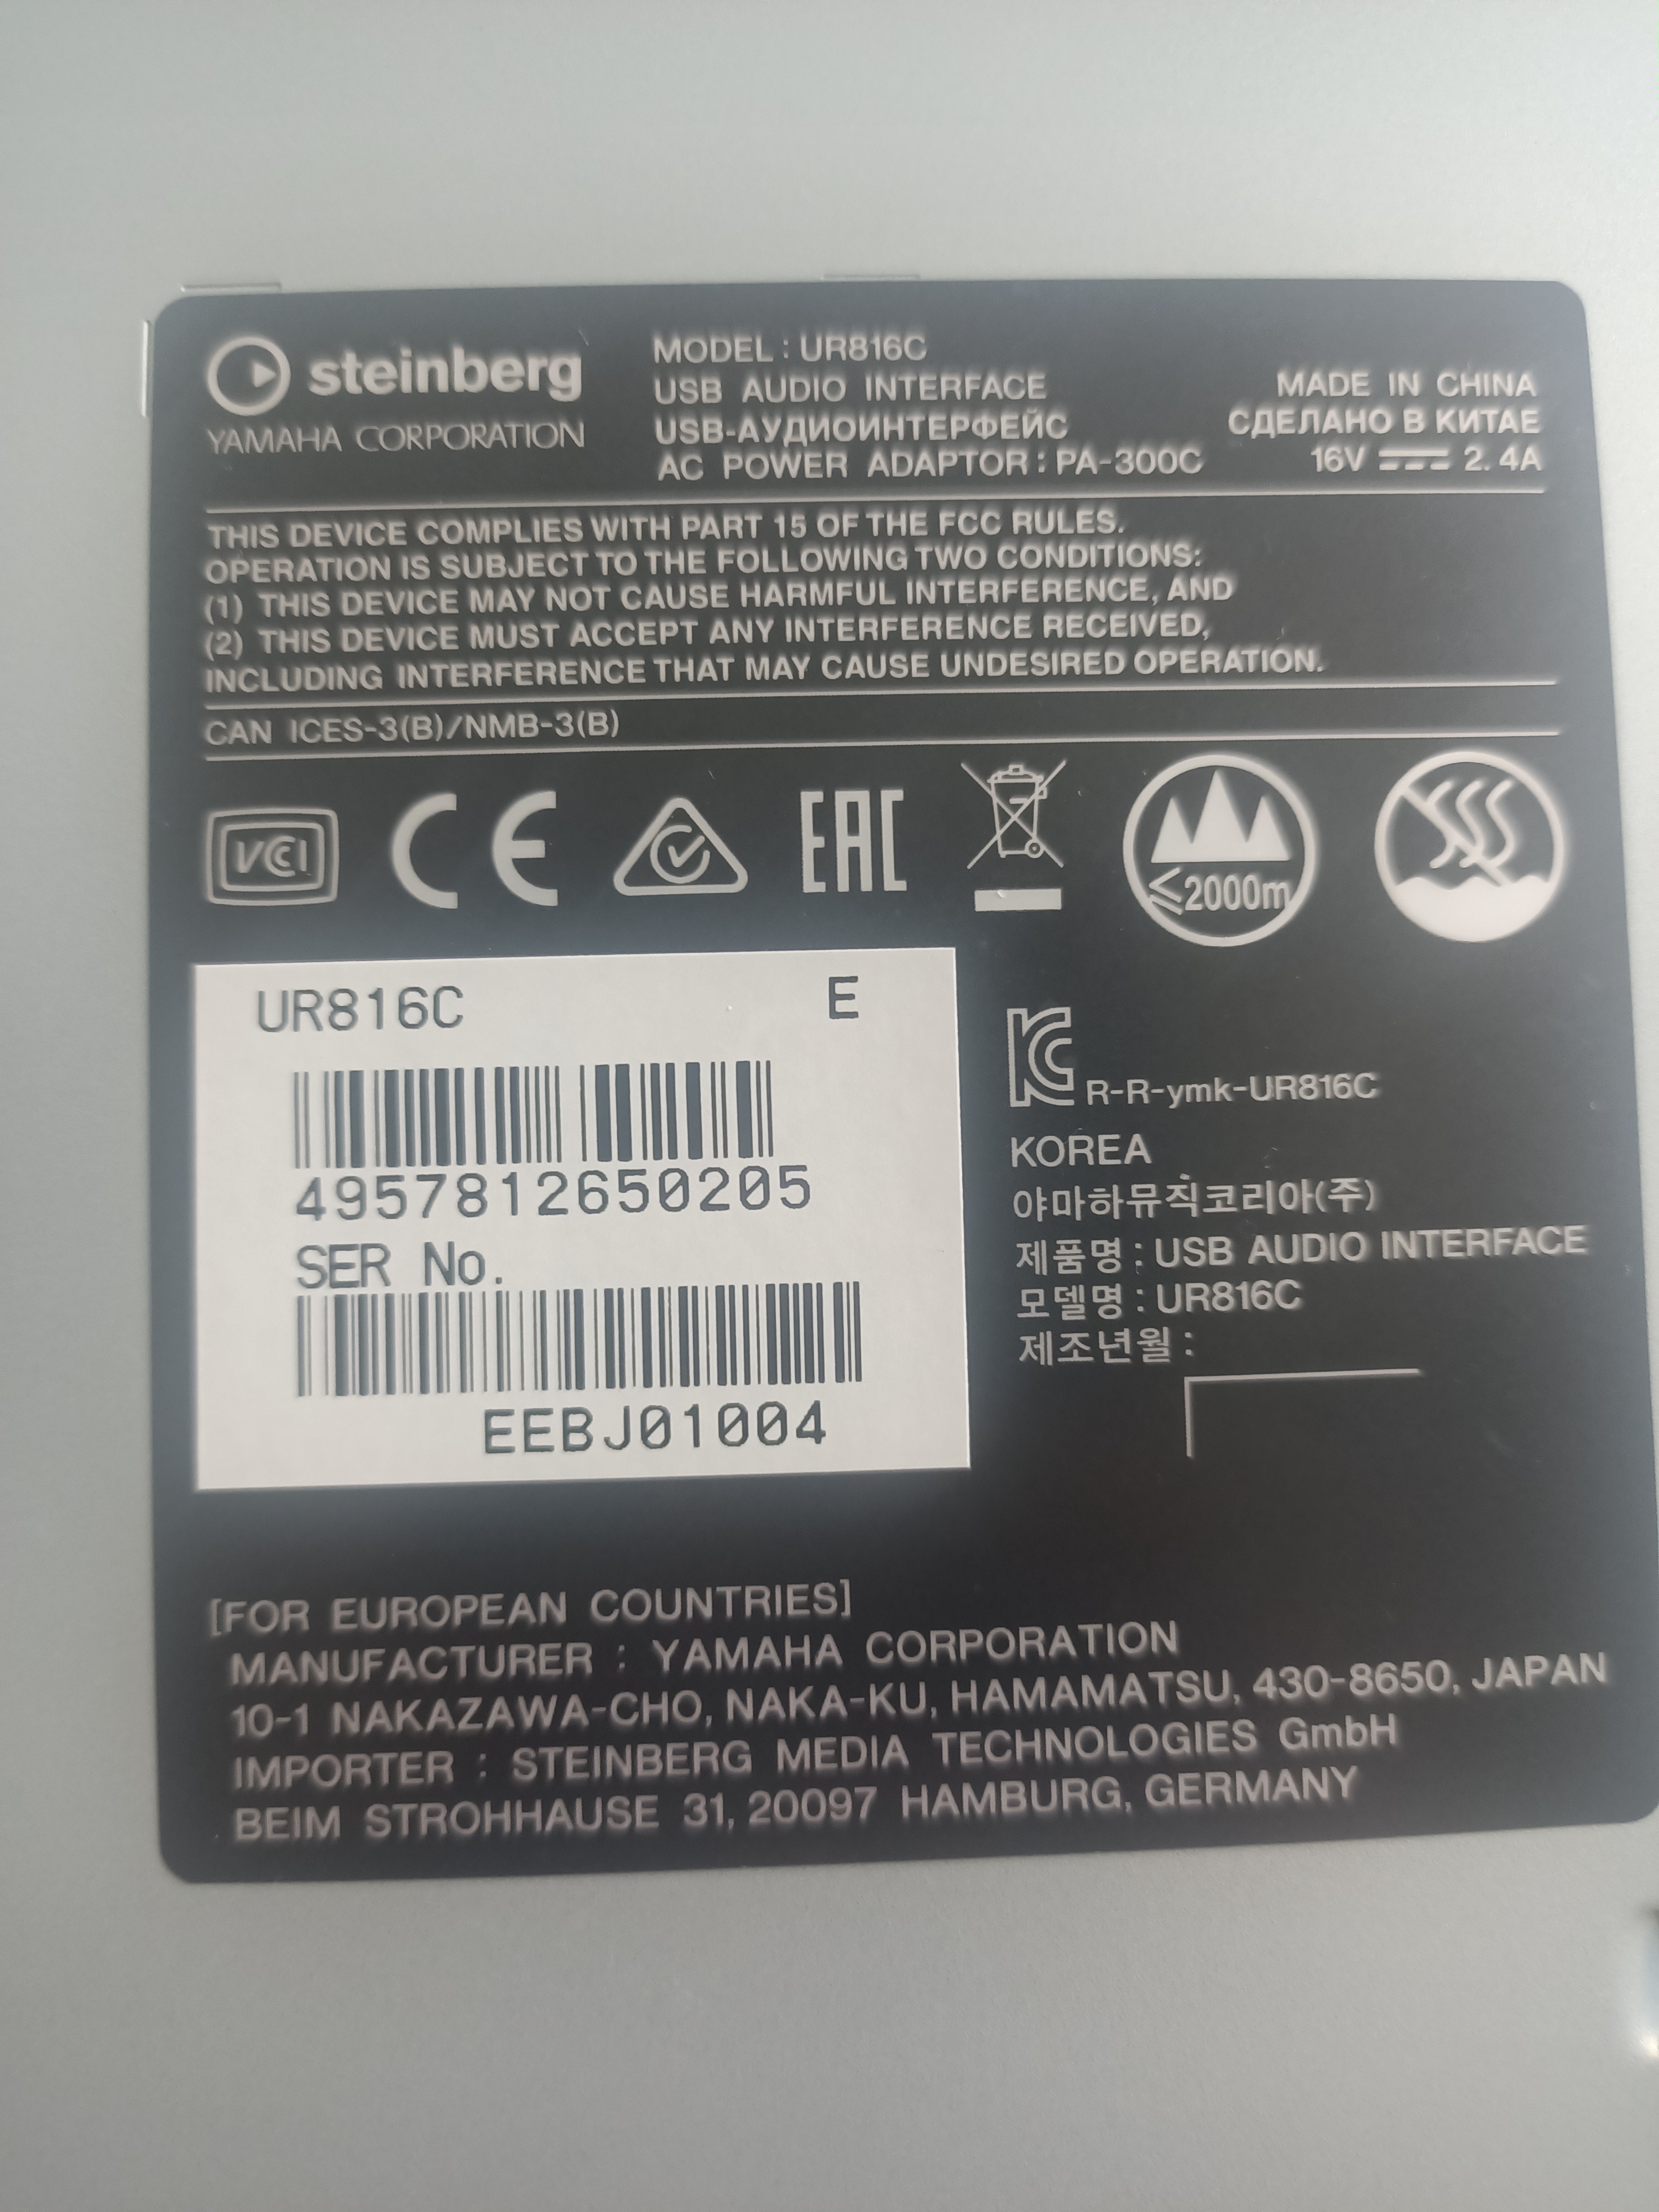 steinberg
YAMAHA CORPORATION
MODEL : UR816C
USB AUDIO INTERFACE
USB-АУДИОИНТЕРФЕЙС
AC POWER ADAPTOR : PA-300C
MADE IN CHINA
СДЕЛАНО В КИТАЕ
16V ⎓ 2.4A
THIS DEVICE COMPLIES WITH PART 15 OF THE FCC RULES.
OPERATION IS SUBJECT TO THE FOLLOWING TWO CONDITIONS:
(1) THIS DEVICE MAY NOT CAUSE HARMFUL INTERFERENCE, AND
(2) THIS DEVICE MUST ACCEPT ANY INTERFERENCE RECEIVED,
INCLUDING INTERFERENCE THAT MAY CAUSE UNDESIRED OPERATION.
CAN ICES-3(B)/NMB-3(B)
VCCI CE EAC ≤2000m
UR816C E
4957812650205
SER No.
EEBJ01004
KC R-R-ymk-UR816C
KOREA
야마하뮤직코리아(주)
제품명 : USB AUDIO INTERFACE
모델명 : UR816C
제조년월 :
[FOR EUROPEAN COUNTRIES]
MANUFACTURER : YAMAHA CORPORATION
10-1 NAKAZAWA-CHO, NAKA-KU, HAMAMATSU, 430-8650, JAPAN
IMPORTER : STEINBERG MEDIA TECHNOLOGIES GmbH
BEIM STROHHAUSE 31, 20097 HAMBURG, GERMANY